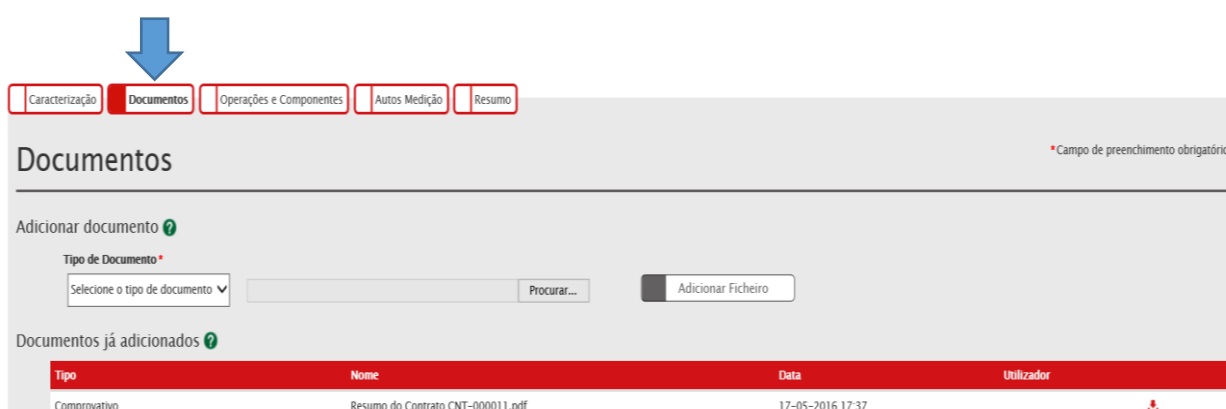 Caracterização Documentos Operações e Componentes Autos Medição Resumo
Documentos
*Campo de preenchimento obrigatório
Adicionar documento ?
Tipo de Documento*
Selecione o tipo de documento Procurar... Adicionar Ficheiro
Documentos já adicionados ?
Tipo Nome Data Utilizador
Comprovativo Resumo do Contrato CNT-000011.pdf 17-05-2016 17:37